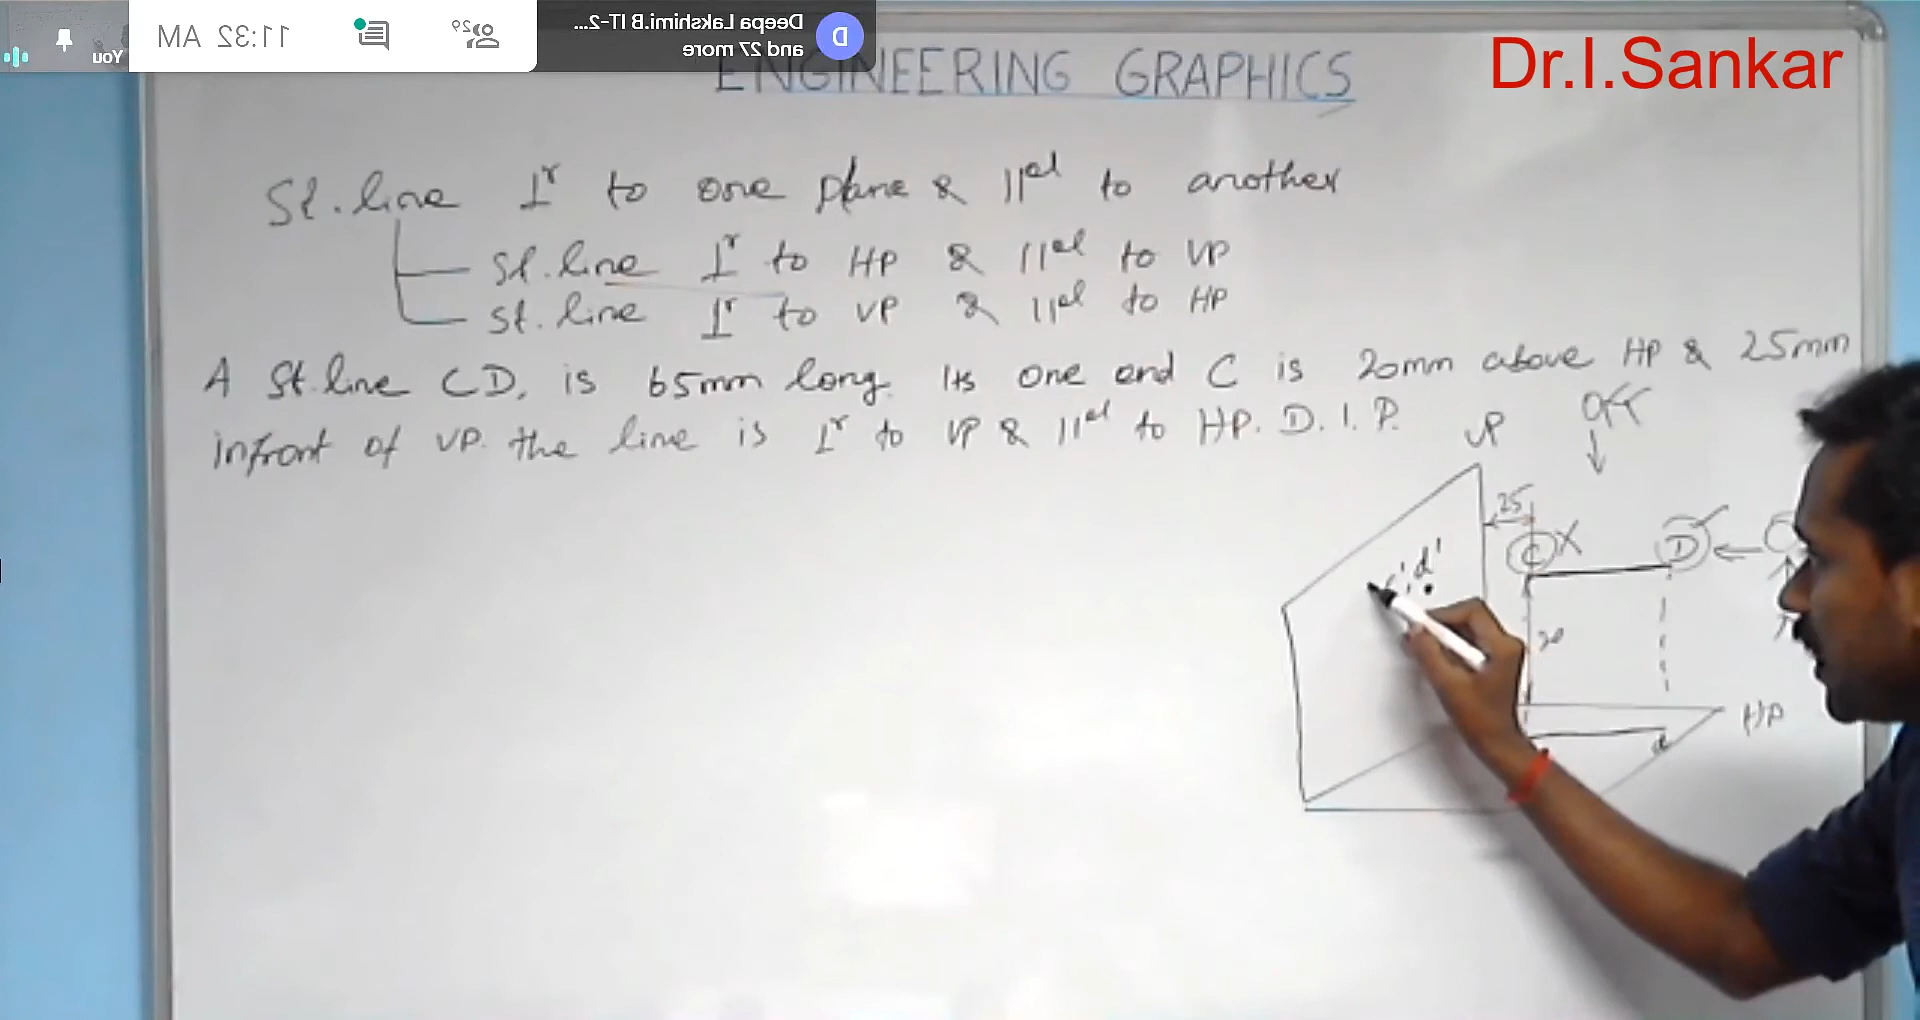 You
11:32 AM
29
Deepa Lakshimi.B IT-2...
and 27 more
D
ENGINEERING GRAPHICS
Dr.I.Sankar
St. line ⊥r to one plane & ||el to another
St. line ⊥r to HP & ||el to VP
St. line ⊥r to VP & ||el to HP
A St. line CD, is 65mm long. Its one end C is 20mm above HP & 25mm
infront of VP. the line is ⊥r to VP & ||el to HP. D.I.P.
VP
25
C X
D
c' d'
20
HP
d